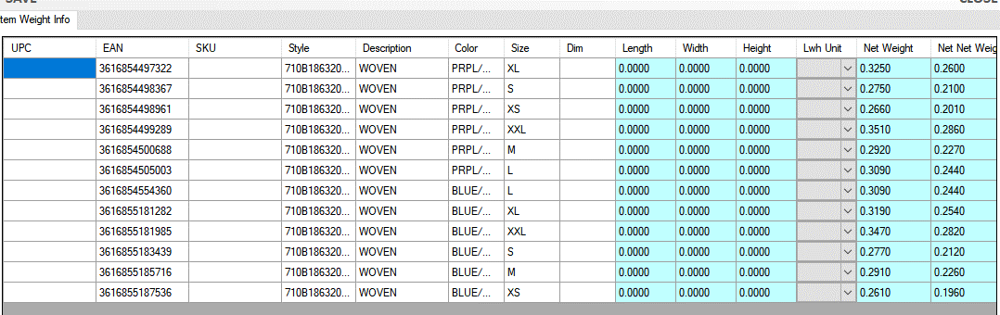 SAVE CLOSE
tem Weight Info
UPC EAN SKU Style Description Color Size Dim Length Width Height Lwh Unit Net Weight Net Net Weig
3616854497322 710B186320... WOVEN PRPL/... XL 0.0000 0.0000 0.0000 0.3250 0.2600
3616854498367 710B186320... WOVEN PRPL/... S 0.0000 0.0000 0.0000 0.2750 0.2100
3616854498961 710B186320... WOVEN PRPL/... XS 0.0000 0.0000 0.0000 0.2660 0.2010
3616854499289 710B186320... WOVEN PRPL/... XXL 0.0000 0.0000 0.0000 0.3510 0.2860
3616854500688 710B186320... WOVEN PRPL/... M 0.0000 0.0000 0.0000 0.2920 0.2270
3616854505003 710B186320... WOVEN PRPL/... L 0.0000 0.0000 0.0000 0.3090 0.2440
3616854554360 710B186320... WOVEN BLUE/... L 0.0000 0.0000 0.0000 0.3090 0.2440
3616855181282 710B186320... WOVEN BLUE/... XL 0.0000 0.0000 0.0000 0.3190 0.2540
3616855181985 710B186320... WOVEN BLUE/... XXL 0.0000 0.0000 0.0000 0.3470 0.2820
3616855183439 710B186320... WOVEN BLUE/... S 0.0000 0.0000 0.0000 0.2770 0.2120
3616855185716 710B186320... WOVEN BLUE/... M 0.0000 0.0000 0.0000 0.2910 0.2260
3616855187536 710B186320... WOVEN BLUE/... XS 0.0000 0.0000 0.0000 0.2610 0.1960